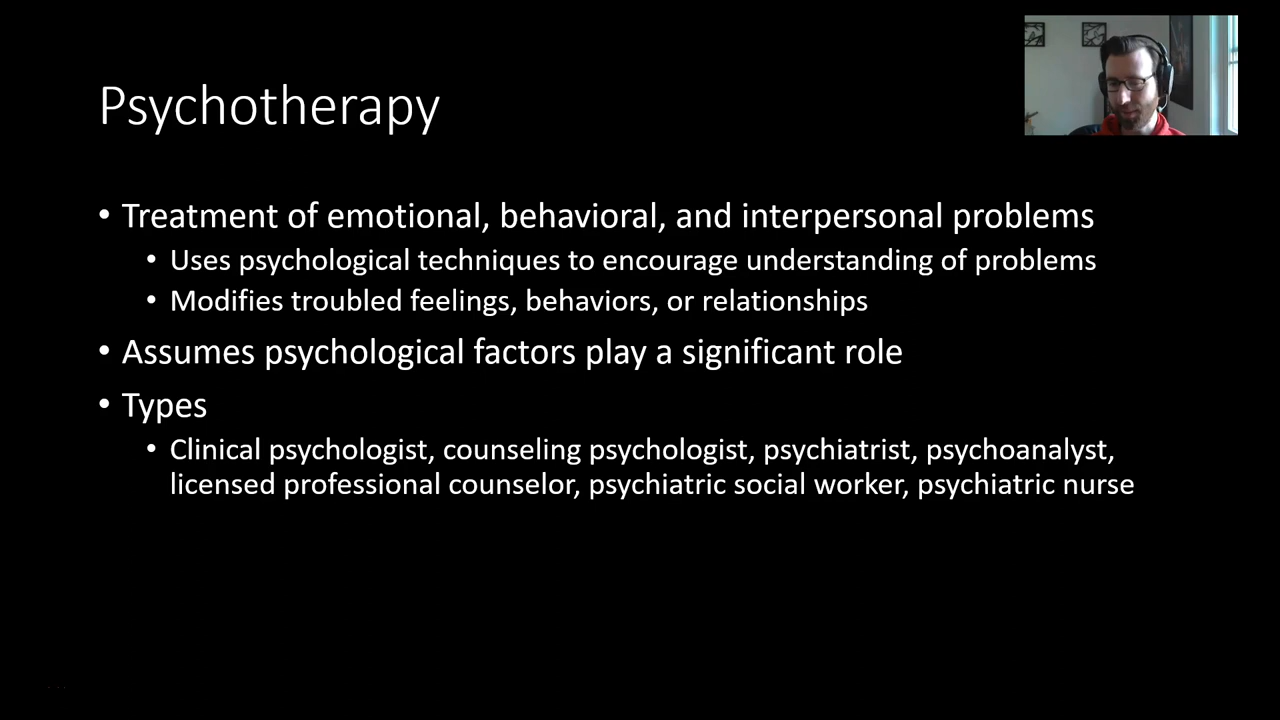 Psychotherapy
• Treatment of emotional, behavioral, and interpersonal problems
• Uses psychological techniques to encourage understanding of problems
• Modifies troubled feelings, behaviors, or relationships
• Assumes psychological factors play a significant role
• Types
• Clinical psychologist, counseling psychologist, psychiatrist, psychoanalyst,
licensed professional counselor, psychiatric social worker, psychiatric nurse